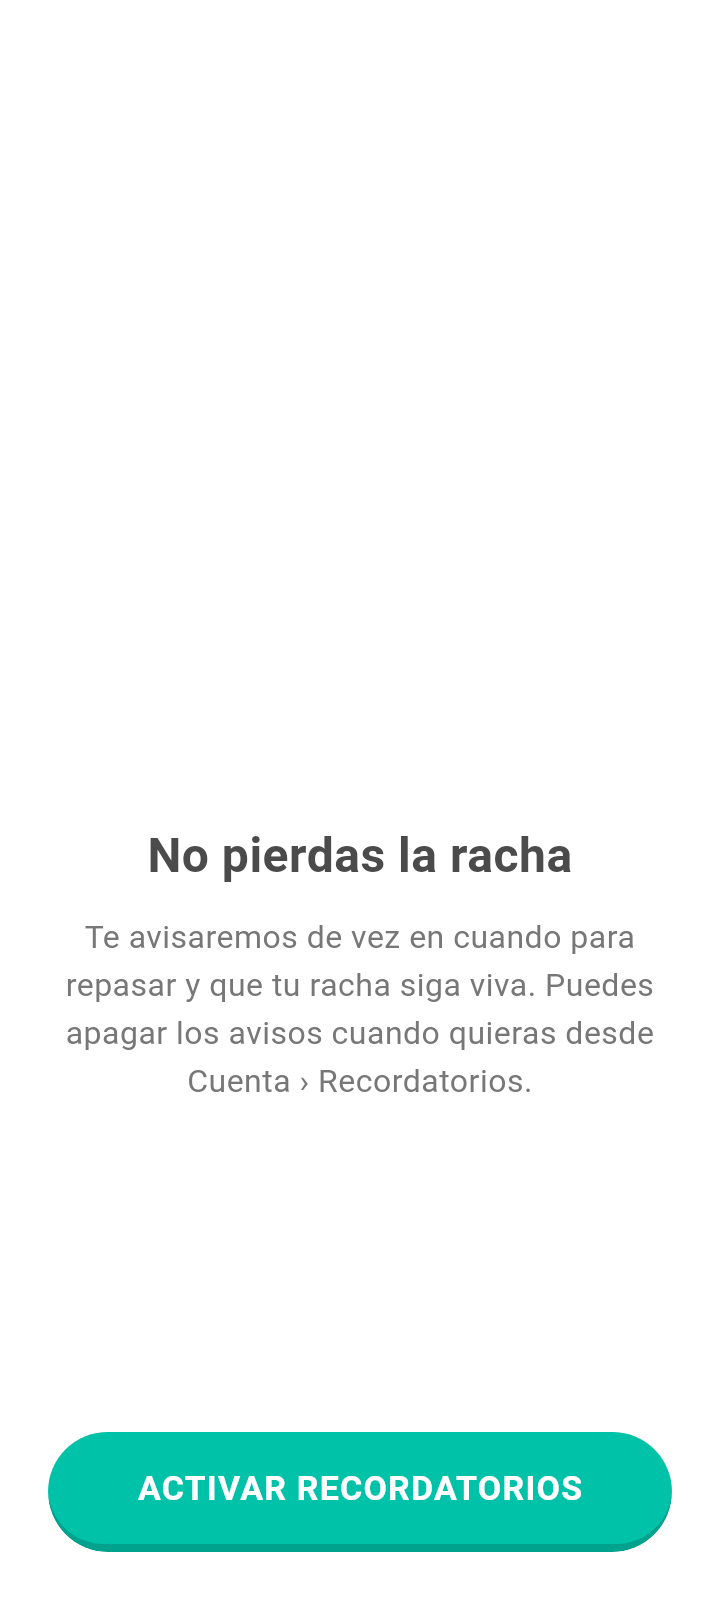 No pierdas la racha
Te avisaremos de vez en cuando para
repasar y que tu racha siga viva. Puedes
apagar los avisos cuando quieras desde
Cuenta › Recordatorios.
ACTIVAR RECORDATORIOS